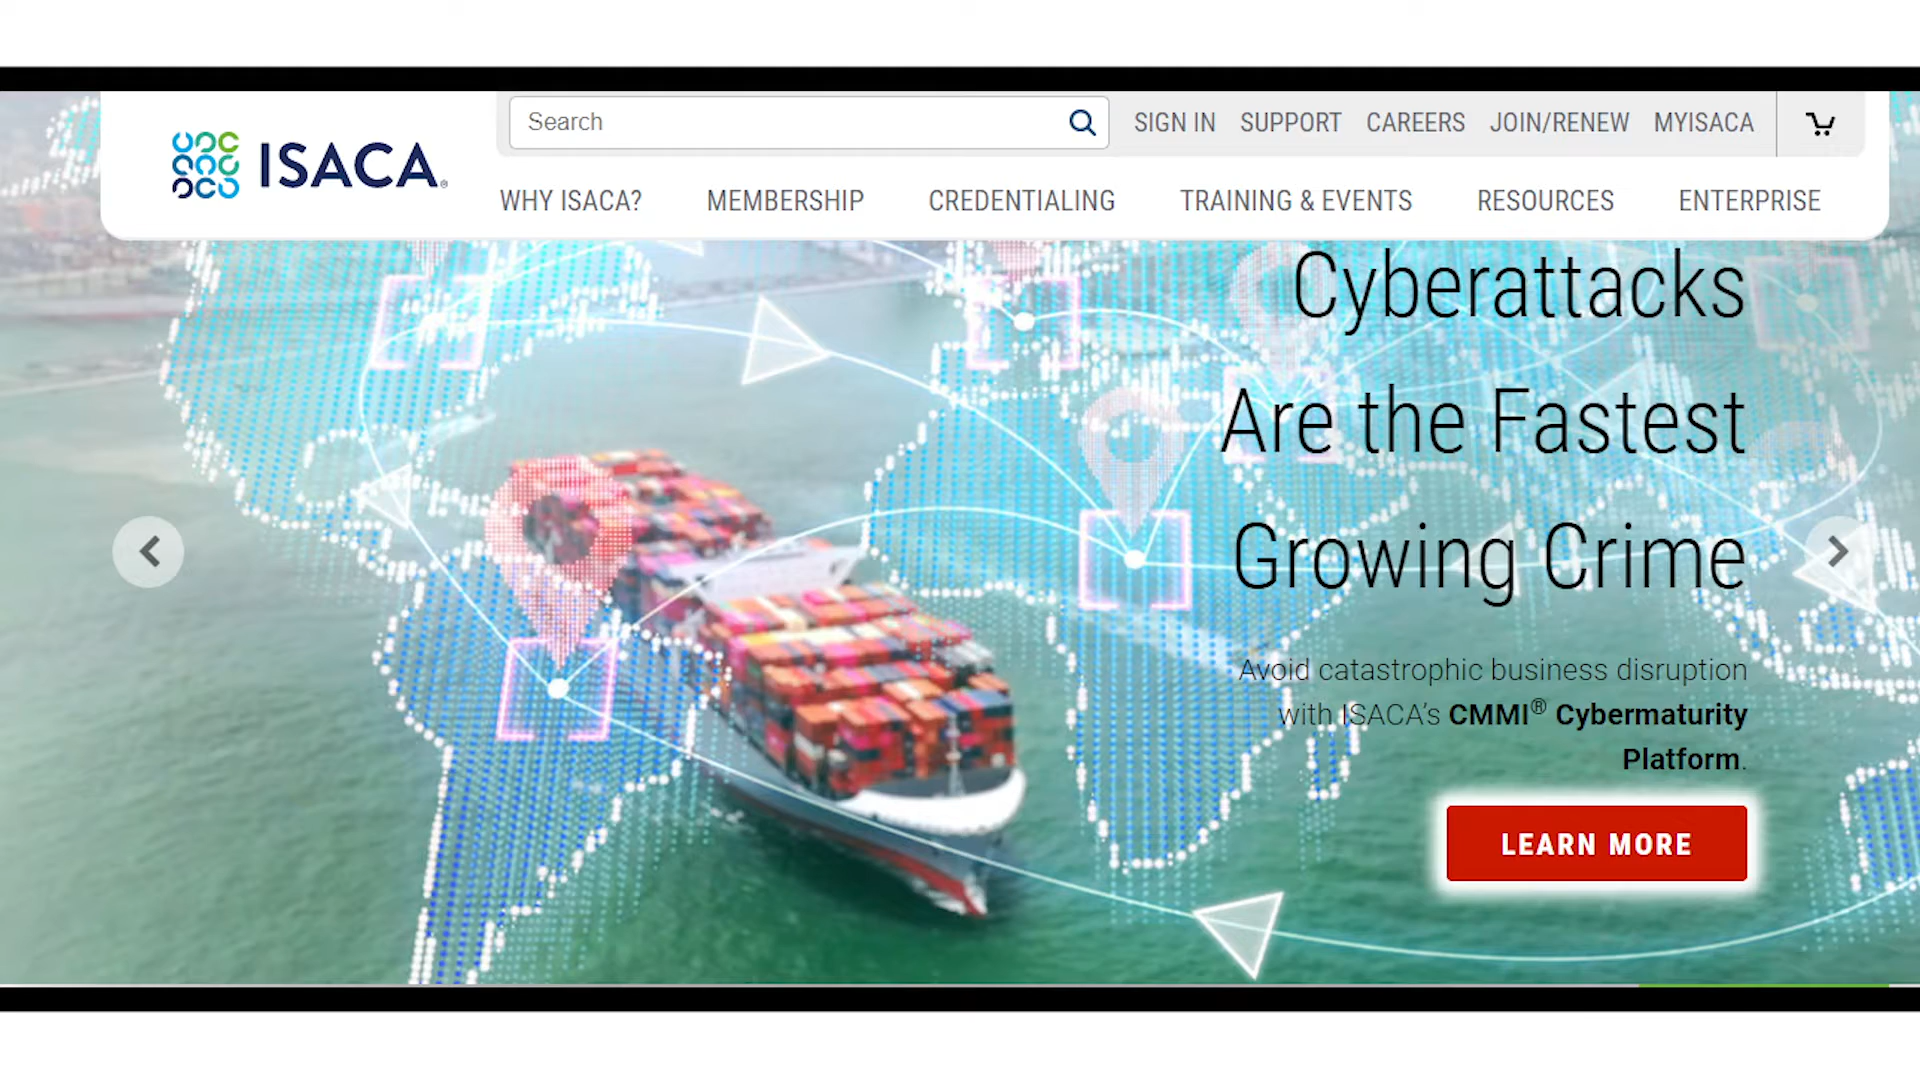 ISACA®
Search
SIGN IN SUPPORT CAREERS JOIN/RENEW MYISACA
WHY ISACA? MEMBERSHIP CREDENTIALING TRAINING & EVENTS RESOURCES ENTERPRISE
Cyberattacks
Are the Fastest
Growing Crime
Avoid catastrophic business disruption
with ISACA’s CMMI® Cybermaturity
Platform.
LEARN MORE